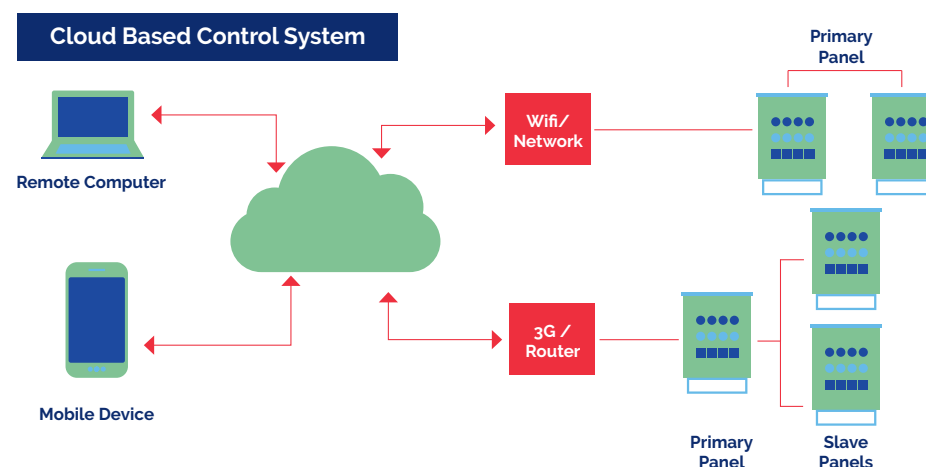 Cloud Based Control System
Primary
Panel
Remote Computer
Wifi/
Network
Mobile Device
3G /
Router
Primary
Panel
Slave
Panels